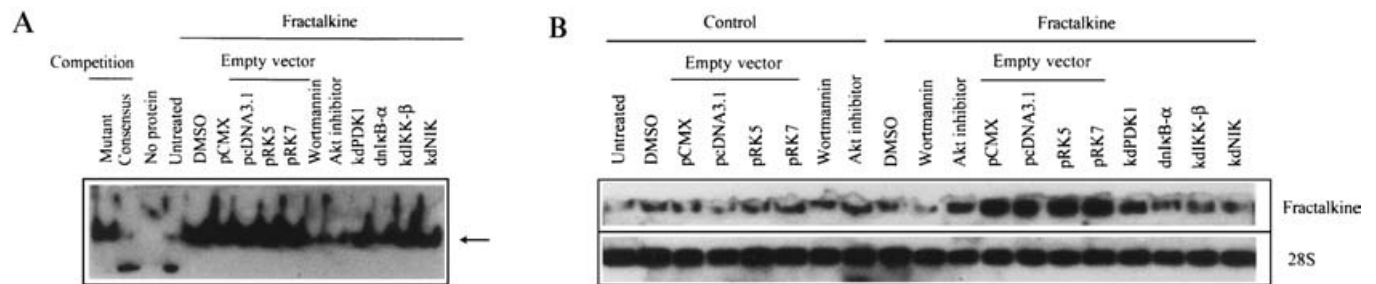 A
Fractalkine
Competition
Empty vector
Mutant
Consensus
No protein
Untreated
DMSO
pCMX
pcDNA3.1
pRK5
pRK7
Wortmannin
Akt inhibitor
kdPDK1
dnIκB-α
kdIKK-β
kdNIK
B
Control
Fractalkine
Empty vector
Empty vector
Untreated
DMSO
pCMX
pcDNA3.1
pRK5
pRK7
Wortmannin
Akt inhibitor
DMSO
Wortmannin
Akt inhibitor
pCMX
pcDNA3.1
pRK5
pRK7
kdPDK1
dnIκB-α
kdIKK-β
kdNIK
Fractalkine
28S